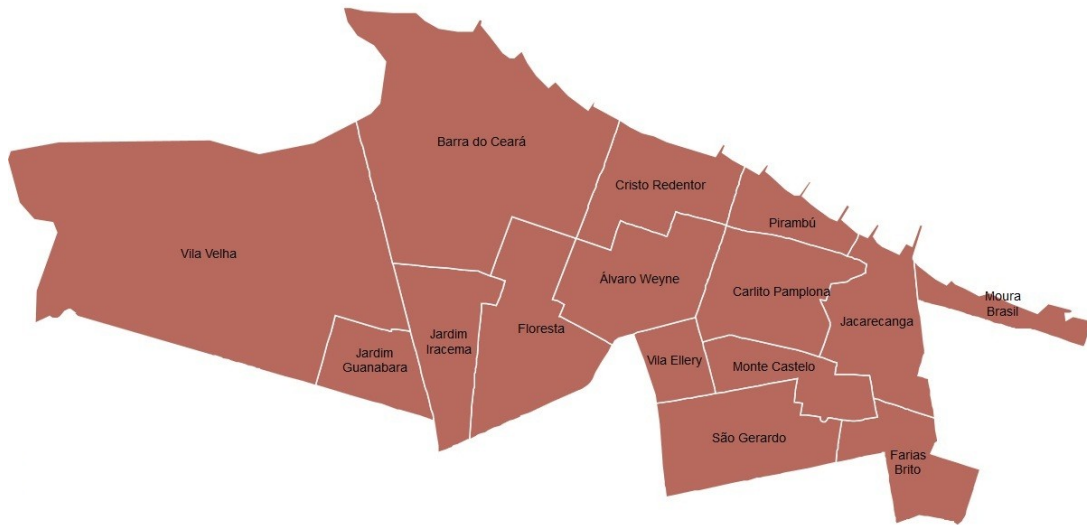 Barra do Ceará
Cristo Redentor
Pirambú
Vila Velha
Álvaro Weyne
Carlito Pamplona
Moura
Brasil
Jacarecanga
Floresta
Jardim
Iracema
Jardim
Guanabara
Vila Ellery
Monte Castelo
São Gerardo
Farias
Brito